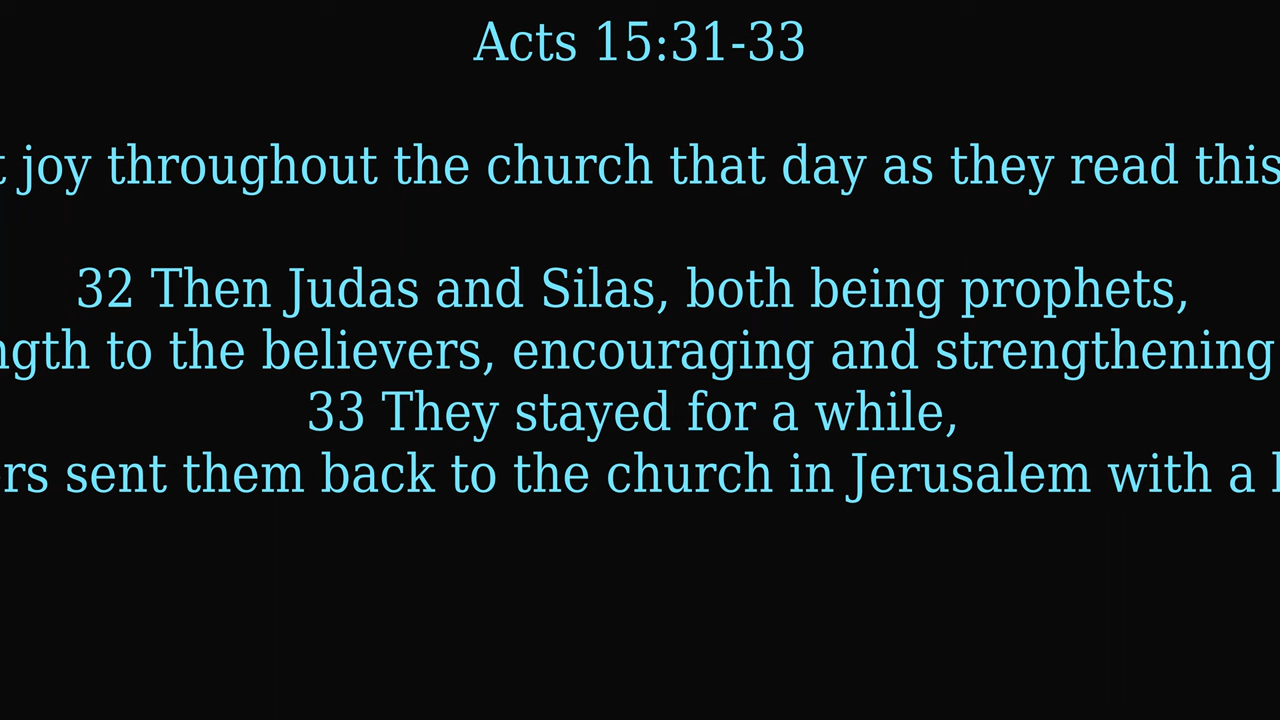 Acts 15:31-33
joy throughout the church that day as they read this
32 Then Judas and Silas, both being prophets,
to the believers, encouraging and strengthening
33 They stayed for a while,
sent them back to the church in Jerusalem with a